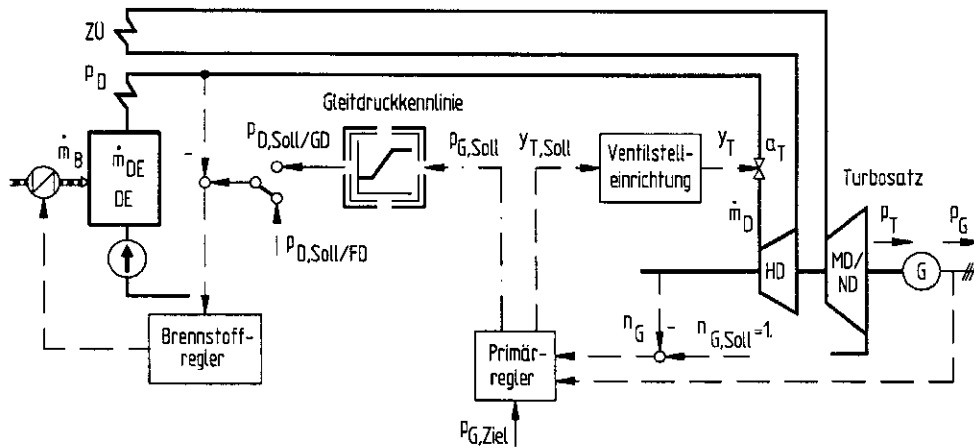 ZÜ
p_D
Gleitdruckkennlinie
p_D,Soll/GD
p_G,Soll
y_T,Soll
Ventilstell-
einrichtung
y_T
α_T
Turbosatz
ṁ_B
ṁ_DE
DE
p_D,Soll/FD
ṁ_D
HD
MD/
ND
p_T
p_G
G
Brennstoff-
regler
n_G
n_G,Soll=1.
Primär-
regler
p_G,Ziel